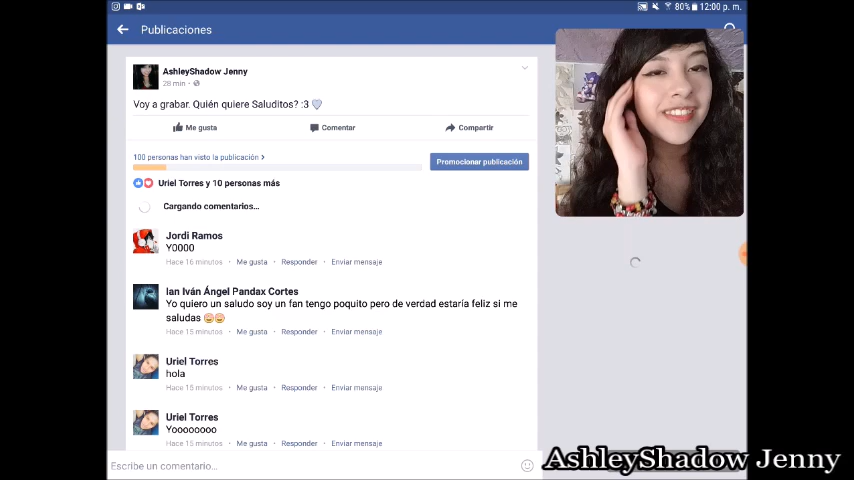 80% 12:00 p. m.
Publicaciones
AshleyShadow Jenny
28 min
Voy a grabar. Quién quiere Saluditos? :3
Me gusta Comentar Compartir
100 personas han visto la publicación
Promocionar publicación
Uriel Torres y 10 personas más
Cargando comentarios...
Jordi Ramos
Y0000
Hace 16 minutos • Me gusta • Responder • Enviar mensaje
Ian Iván Ángel Pandax Cortes
Yo quiero un saludo soy un fan tengo poquito pero de verdad estaría feliz si me
saludas
Hace 15 minutos • Me gusta • Responder • Enviar mensaje
Uriel Torres
hola
Hace 15 minutos • Me gusta • Responder • Enviar mensaje
Uriel Torres
Yoooooooo
Hace 15 minutos • Me gusta • Responder • Enviar mensaje
Escribe un comentario...
AshleyShadow Jenny